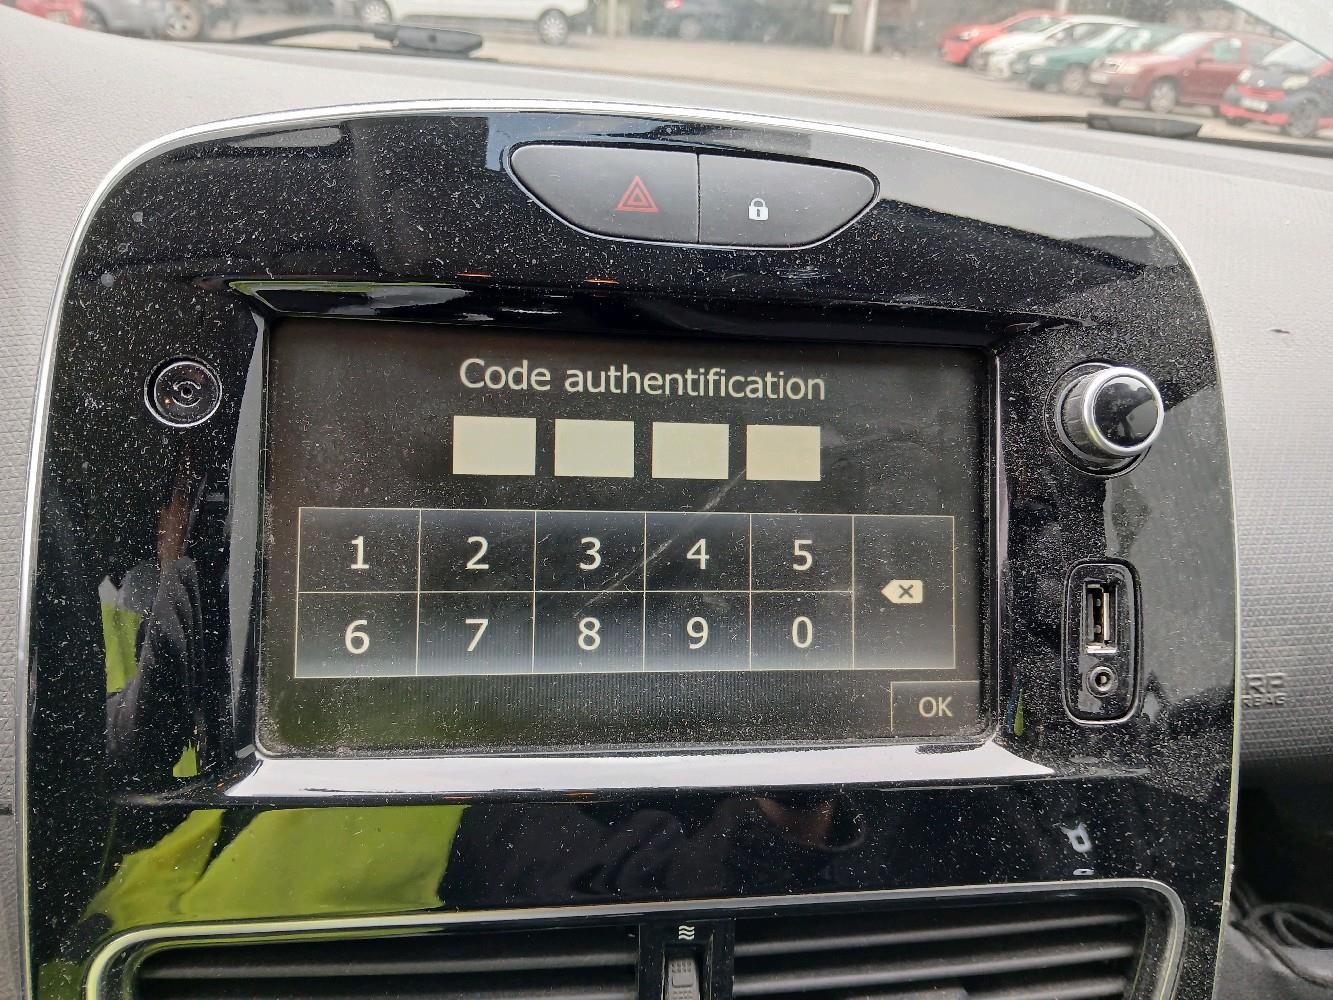 Code authentification
1 2 3 4 5
6 7 8 9 0
OK